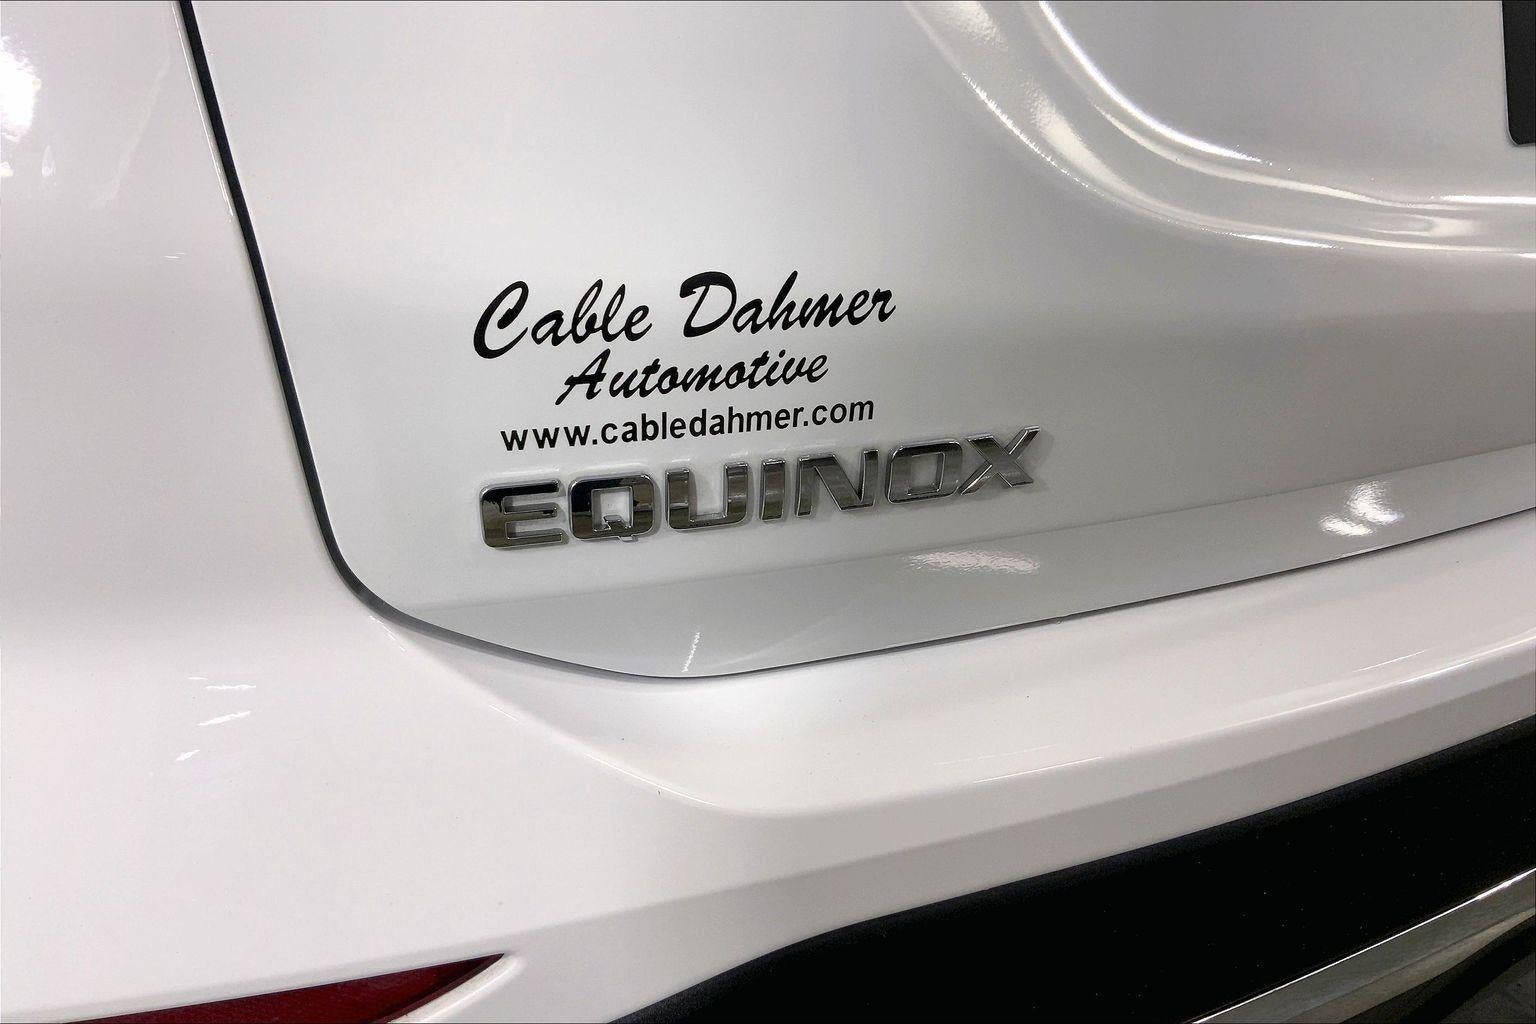 Cable Dahmer
Automotive
www.cabledahmer.com
EQUINOX